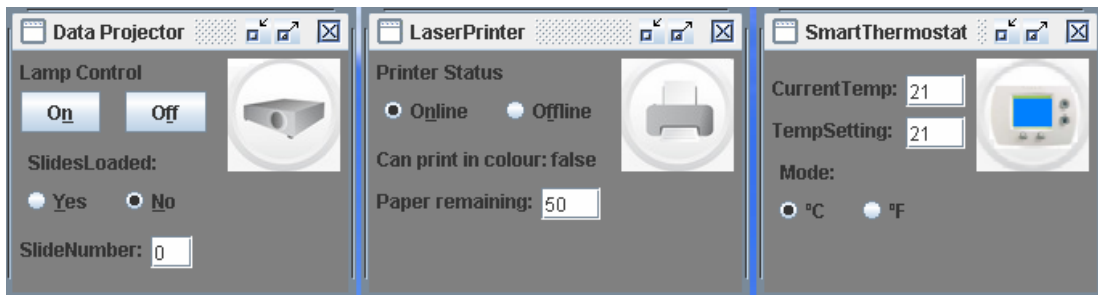 Data Projector
Lamp Control
On Off
SlidesLoaded:
Yes No
SlideNumber: 0
LaserPrinter
Printer Status
Online Offline
Can print in colour: false
Paper remaining: 50
SmartThermostat
CurrentTemp: 21
TempSetting: 21
Mode:
°C °F